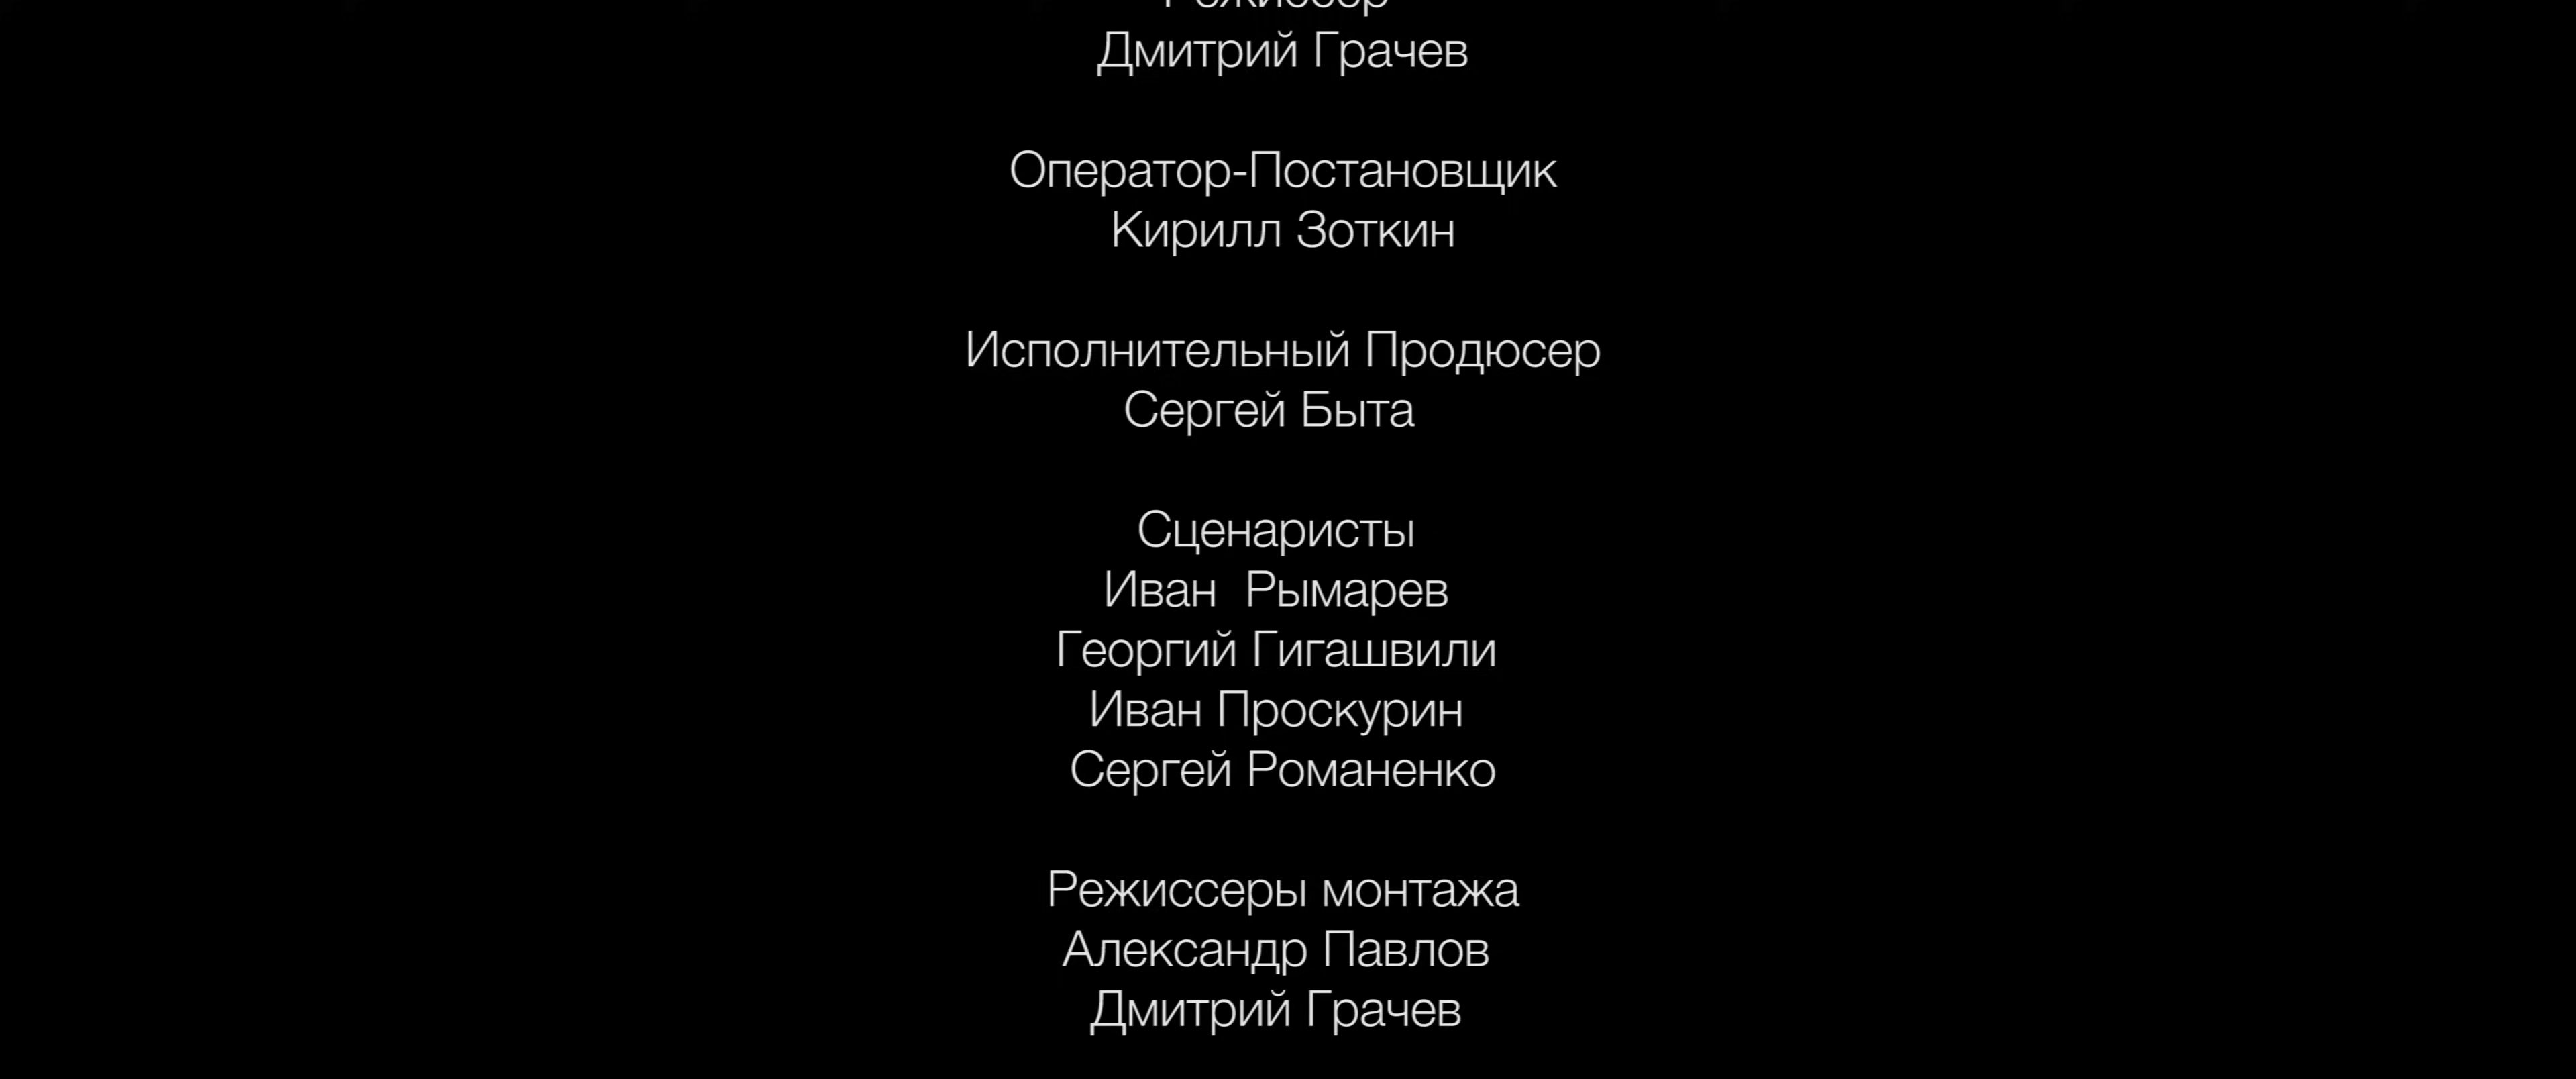 Режиссер
Дмитрий Грачев
Оператор-Постановщик
Кирилл Зоткин
Исполнительный Продюсер
Сергей Быта
Сценаристы
Иван  Рымарев
Георгий Гигашвили
Иван Проскурин
Сергей Романенко
Режиссеры монтажа
Александр Павлов
Дмитрий Грачев